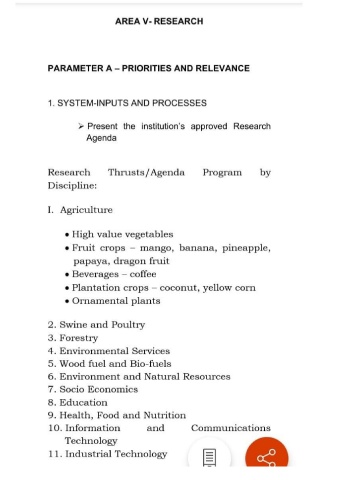 AREA V- RESEARCH
PARAMETER A – PRIORITIES AND RELEVANCE
1. SYSTEM-INPUTS AND PROCESSES
➢ Present the institution's approved Research
Agenda
Research Thrusts/Agenda Program by
Discipline:
I. Agriculture
• High value vegetables
• Fruit crops – mango, banana, pineapple,
papaya, dragon fruit
• Beverages – coffee
• Plantation crops – coconut, yellow corn
• Ornamental plants
2. Swine and Poultry
3. Forestry
4. Environmental Services
5. Wood fuel and Bio-fuels
6. Environment and Natural Resources
7. Socio Economics
8. Education
9. Health, Food and Nutrition
10. Information and Communications
Technology
11. Industrial Technology